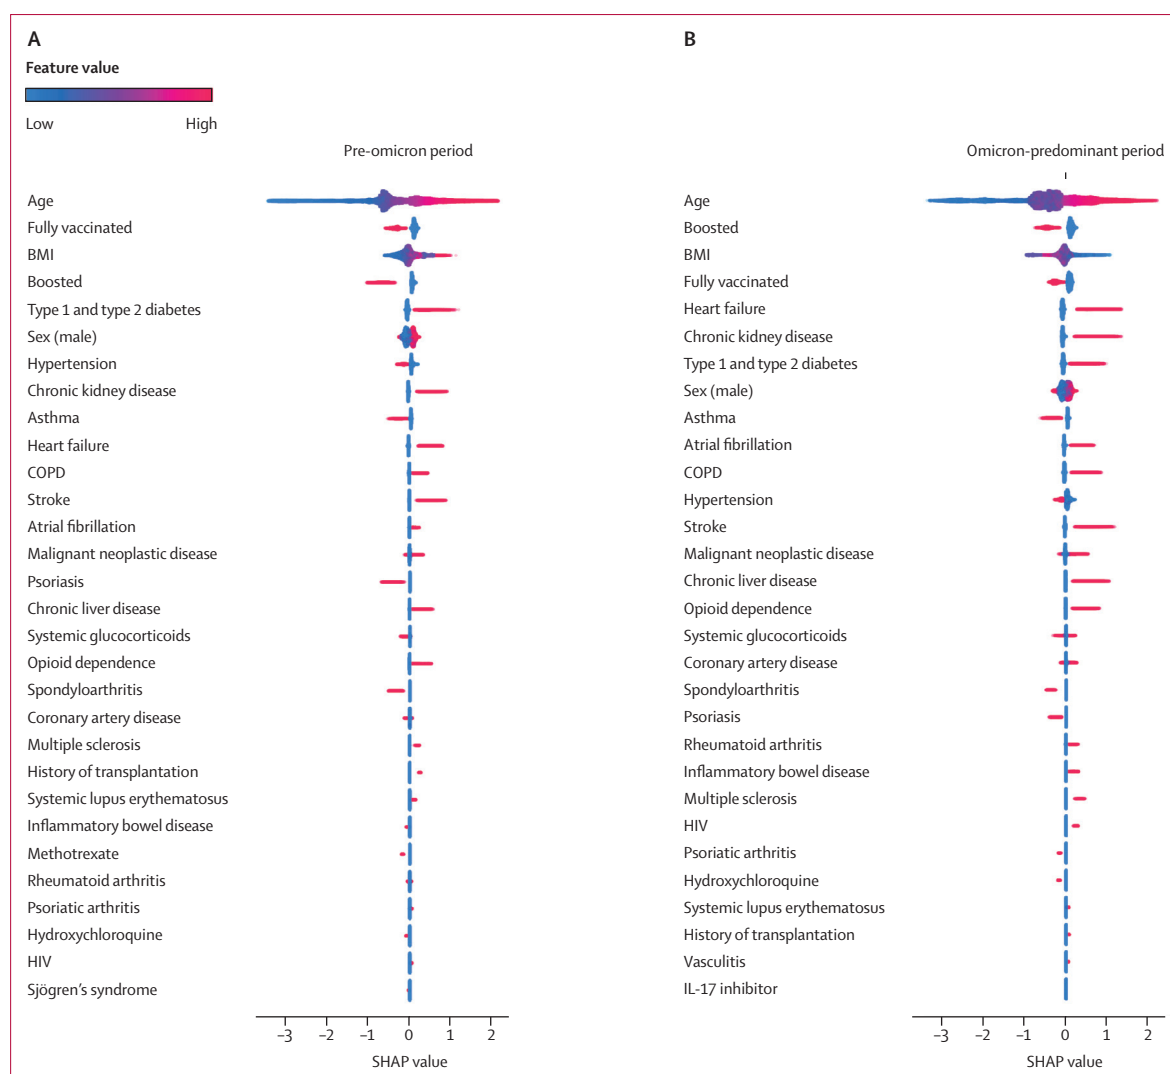 A
Feature value
Low High
Pre-omicron period
Age
Fully vaccinated
BMI
Boosted
Type 1 and type 2 diabetes
Sex (male)
Hypertension
Chronic kidney disease
Asthma
Heart failure
COPD
Stroke
Atrial fibrillation
Malignant neoplastic disease
Psoriasis
Chronic liver disease
Systemic glucocorticoids
Opioid dependence
Spondyloarthritis
Coronary artery disease
Multiple sclerosis
History of transplantation
Systemic lupus erythematosus
Inflammatory bowel disease
Methotrexate
Rheumatoid arthritis
Psoriatic arthritis
Hydroxychloroquine
HIV
Sjögren's syndrome
–3 –2 –1 0 1 2
SHAP value
B
Omicron-predominant period
Age
Boosted
BMI
Fully vaccinated
Heart failure
Chronic kidney disease
Type 1 and type 2 diabetes
Sex (male)
Asthma
Atrial fibrillation
COPD
Hypertension
Stroke
Malignant neoplastic disease
Chronic liver disease
Opioid dependence
Systemic glucocorticoids
Coronary artery disease
Spondyloarthritis
Psoriasis
Rheumatoid arthritis
Inflammatory bowel disease
Multiple sclerosis
HIV
Psoriatic arthritis
Hydroxychloroquine
Systemic lupus erythematosus
History of transplantation
Vasculitis
IL-17 inhibitor
–3 –2 –1 0 1 2
SHAP value